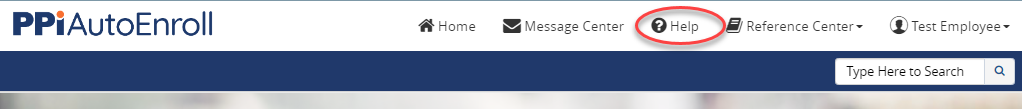 PPiAutoEnroll Home Message Center Help Reference Center Test Employee
Type Here to Search